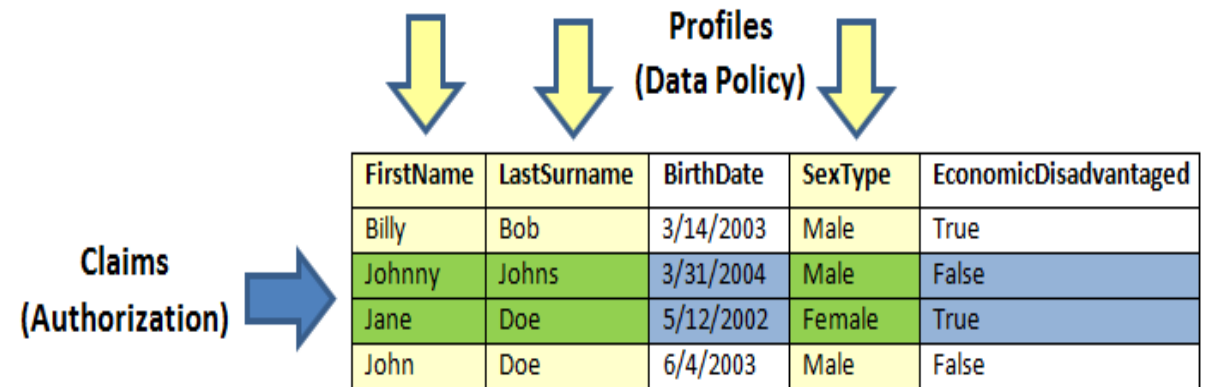 Profiles
(Data Policy)
FirstName LastSurname BirthDate SexType EconomicDisadvantaged
Billy Bob 3/14/2003 Male True
Claims
(Authorization)
Johnny Johns 3/31/2004 Male False
Jane Doe 5/12/2002 Female True
John Doe 6/4/2003 Male False